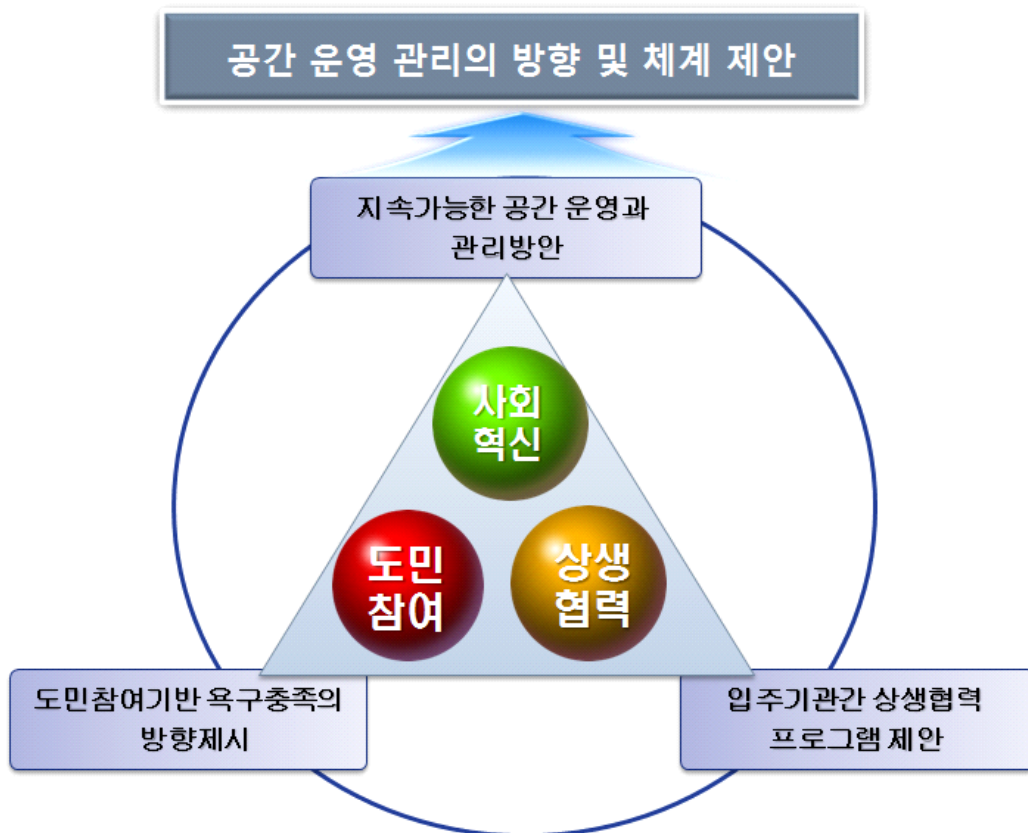 공간 운영 관리의 방향 및 체계 제안
지속가능한 공간 운영과
관리방안
사회
혁신
도민
참여
상생
협력
도민참여기반 욕구충족의
방향제시
입주기관간 상생협력
프로그램 제안